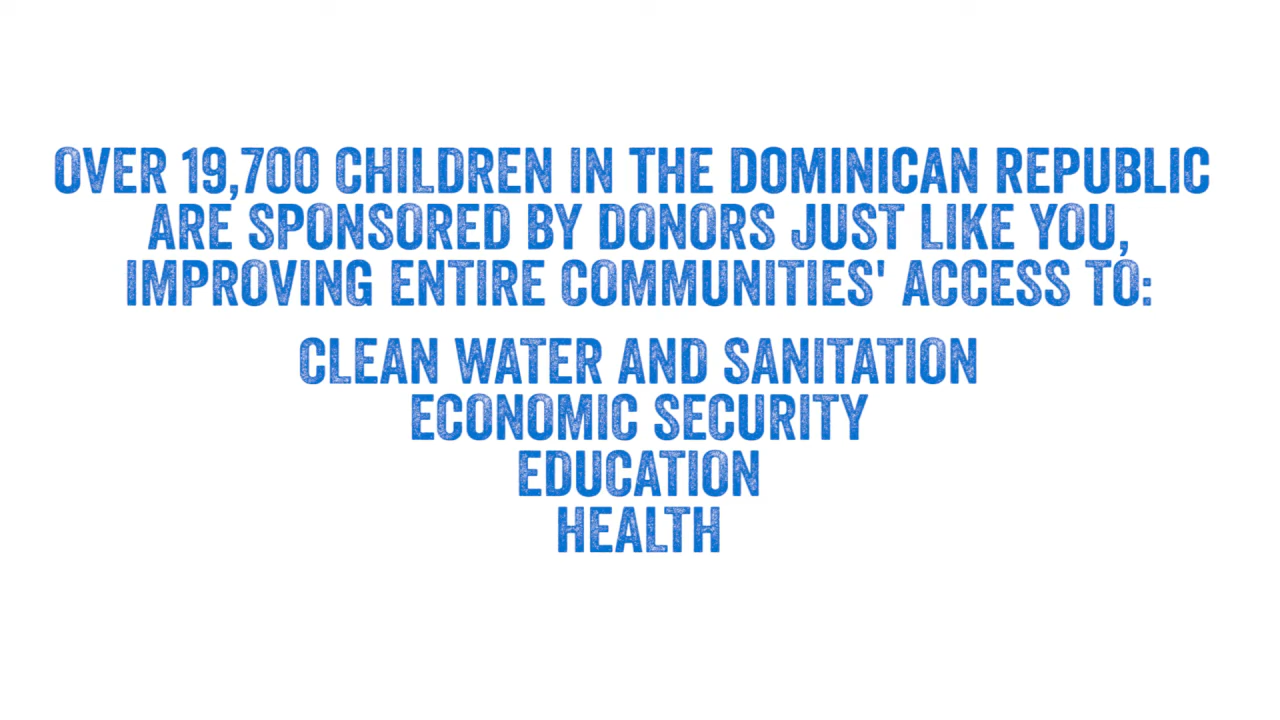 OVER 19,700 CHILDREN IN THE DOMINICAN REPUBLIC
ARE SPONSORED BY DONORS JUST LIKE YOU,
IMPROVING ENTIRE COMMUNITIES' ACCESS TO:
CLEAN WATER AND SANITATION
ECONOMIC SECURITY
EDUCATION
HEALTH